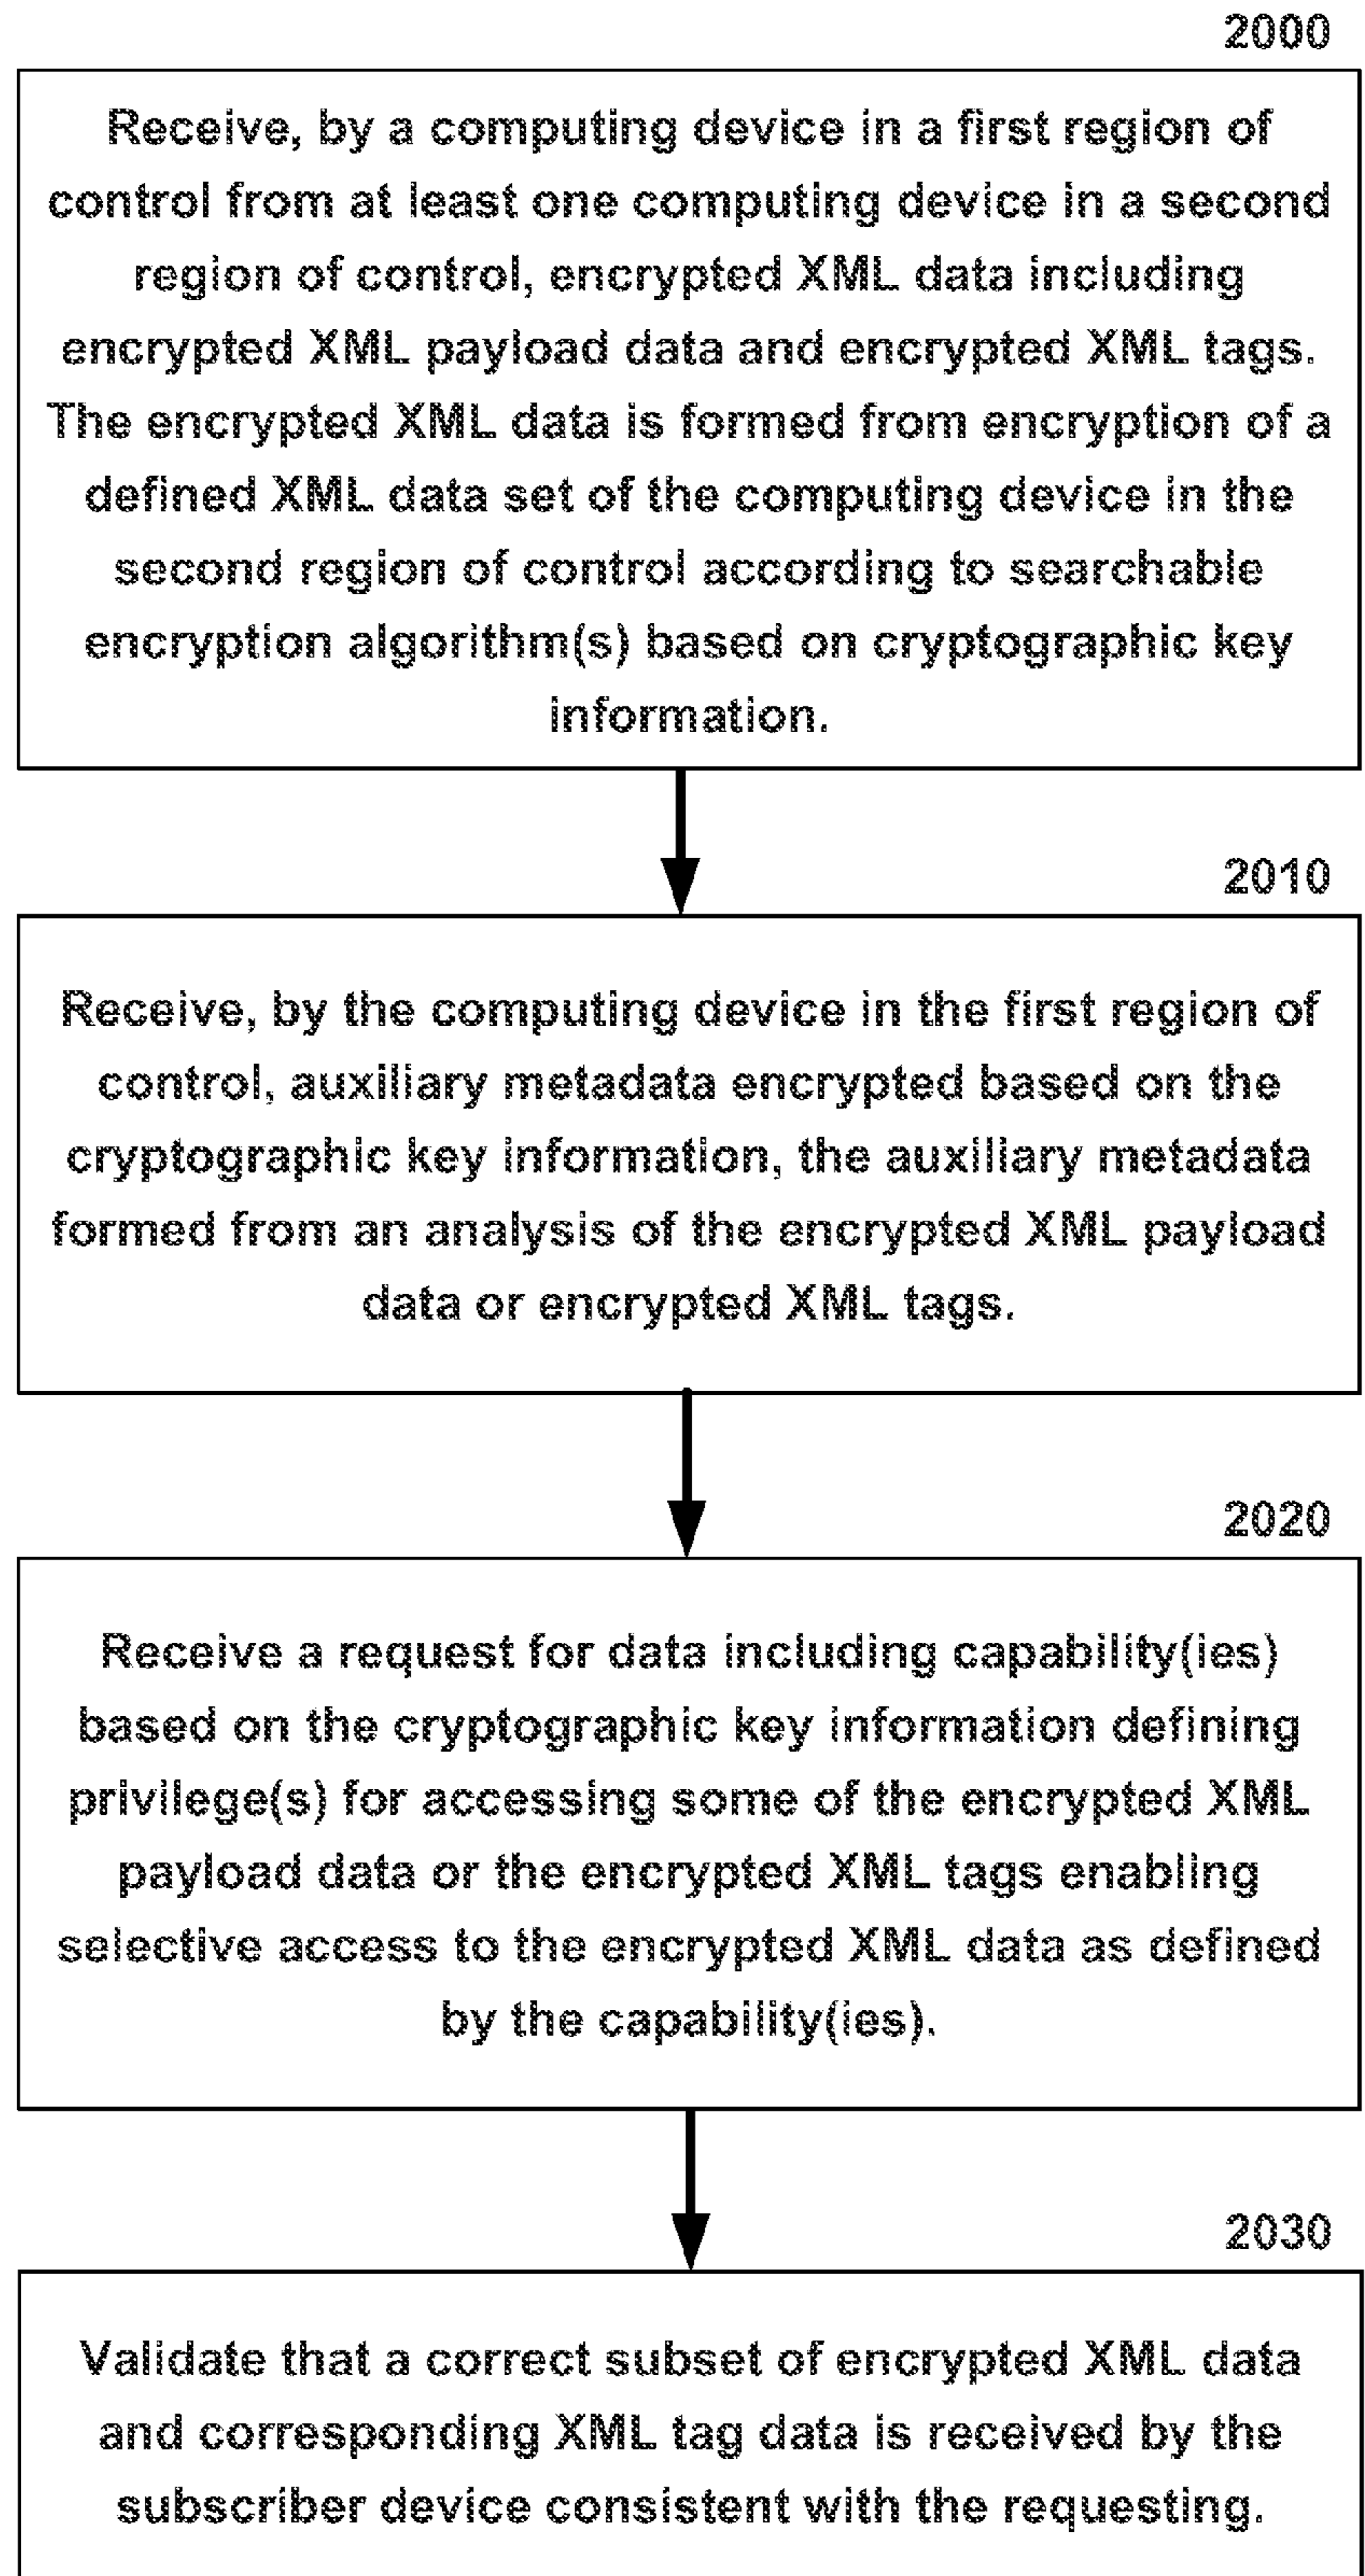 2000
Receive, by a computing device in a first region of
control from at least one computing device in a second
region of control, encrypted XML data including
encrypted XML payload data and encrypted XML tags.
The encrypted XML data is formed from encryption of a
defined XML data set of the computing device in the
second region of control according to searchable
encryption algorithm(s) based on cryptographic key
information.
2010
Receive, by the computing device in the first region of
control, auxiliary metadata encrypted based on the
cryptographic key information, the auxiliary metadata
formed from an analysis of the encrypted XML payload
data or encrypted XML tags.
2020
Receive a request for data including capability(ies)
based on the cryptographic key information defining
privilege(s) for accessing some of the encrypted XML
payload data or the encrypted XML tags enabling
selective access to the encrypted XML data as defined
by the capability(ies).
2030
Validate that a correct subset of encrypted XML data
and corresponding XML tag data is received by the
subscriber device consistent with the requesting.